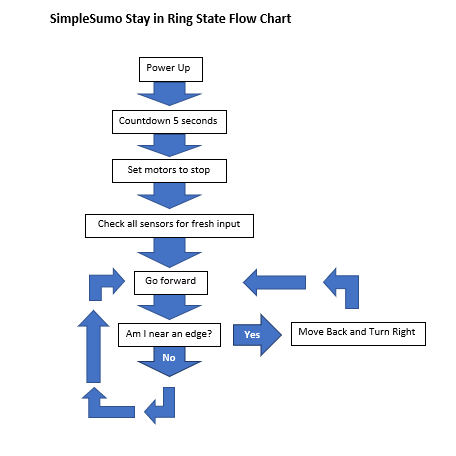 SimpleSumo Stay in Ring State Flow Chart
Power Up
Countdown 5 seconds
Set motors to stop
Check all sensors for fresh input
Go forward
Am I near an edge?
Yes
Move Back and Turn Right
No